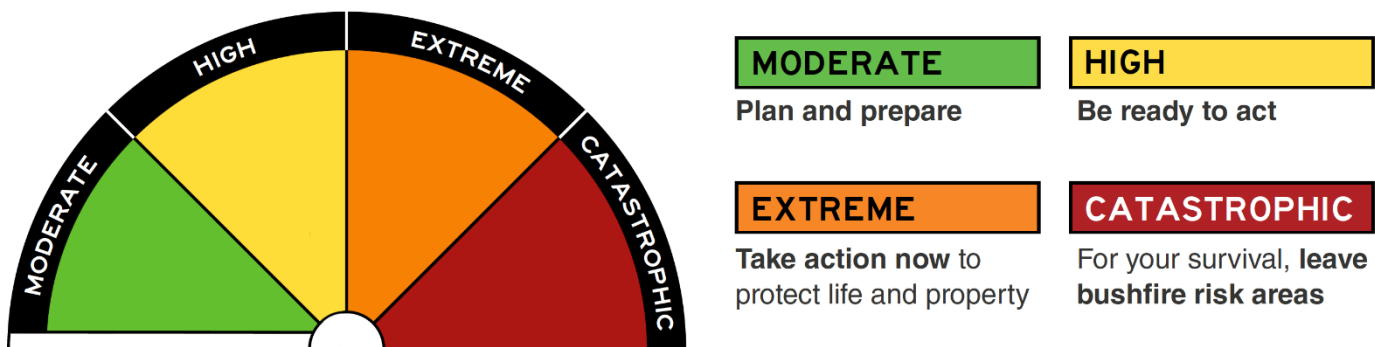 MODERATE
HIGH
EXTREME
CATASTROPHIC
MODERATE
Plan and prepare
HIGH
Be ready to act
EXTREME
Take action now to
protect life and property
CATASTROPHIC
For your survival, leave
bushfire risk areas